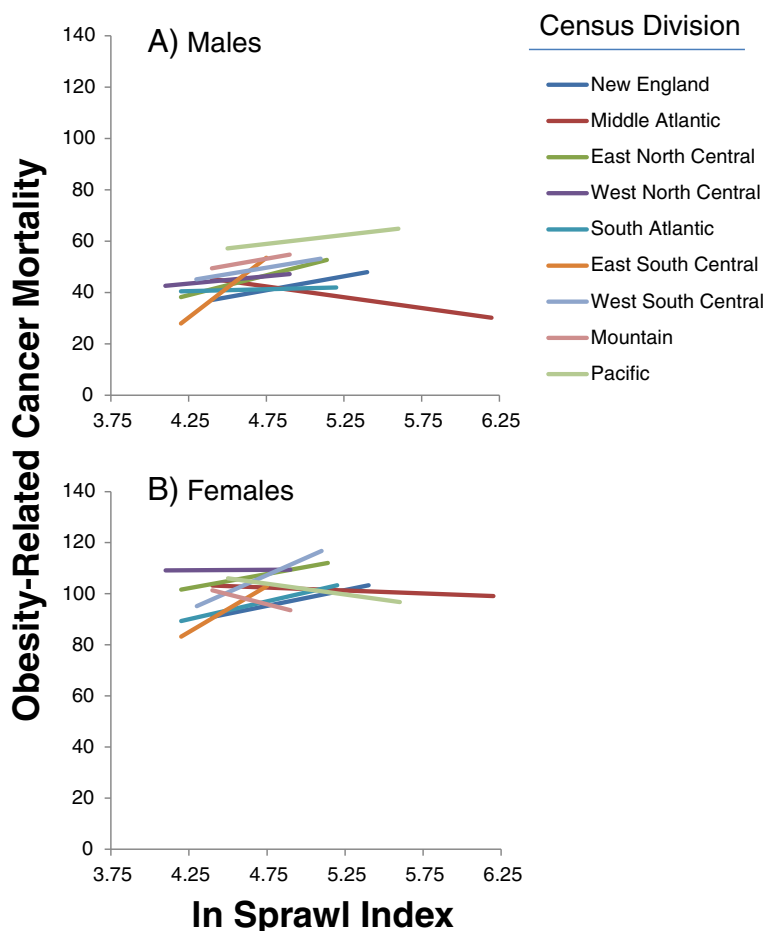 Obesity-Related Cancer Mortality
A) Males
140
120
100
80
60
40
20
0
3.75 4.25 4.75 5.25 5.75 6.25
Census Division
New England
Middle Atlantic
East North Central
West North Central
South Atlantic
East South Central
West South Central
Mountain
Pacific
B) Females
140
120
100
80
60
40
20
0
3.75 4.25 4.75 5.25 5.75 6.25
ln Sprawl Index